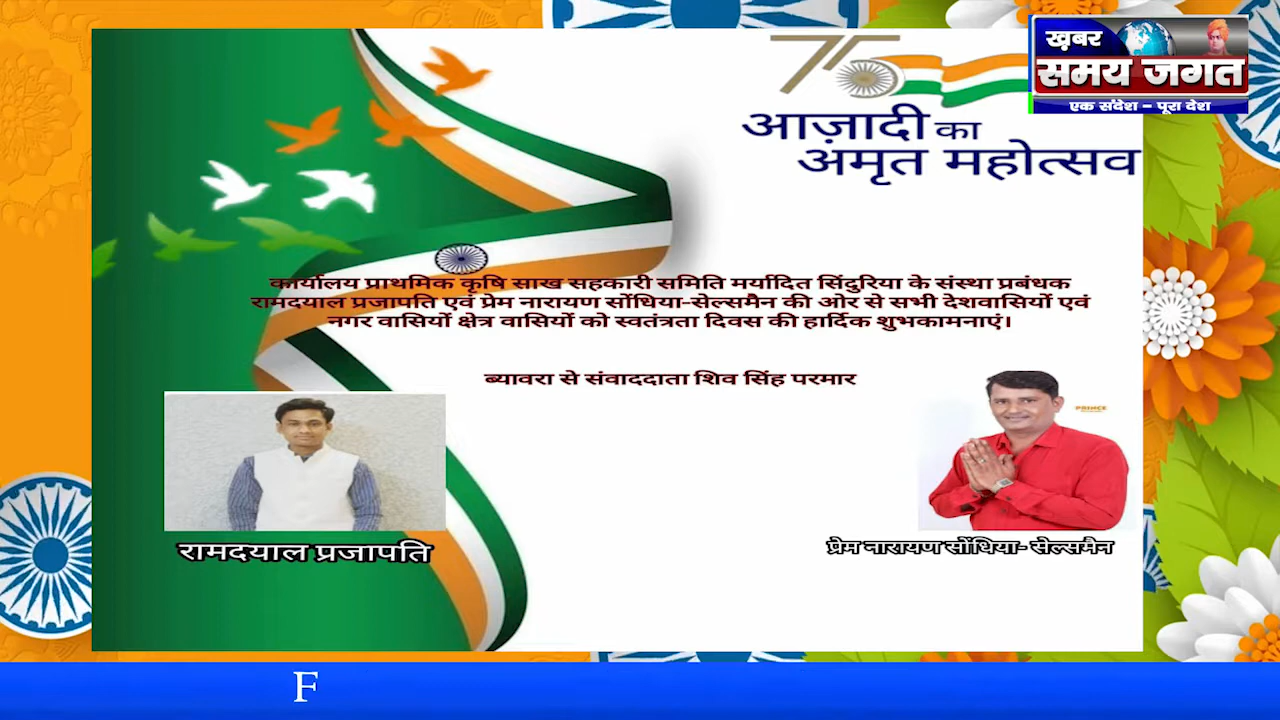 ख़बर
समय जगत
एक संदेश – पूरा देश
75
आज़ादी का
अमृत महोत्सव
कार्यालय प्राथमिक कृषि साख सहकारी समिति मर्यादित सिंदुरिया के संस्था प्रबंधक
रामदयाल प्रजापति एवं प्रेम नारायण सोंधिया-सेल्समैन की ओर से सभी देशवासियों एवं
नगर वासियों क्षेत्र वासियों को स्वतंत्रता दिवस की हार्दिक शुभकामनाएं।
ब्यावरा से संवाददाता शिव सिंह परमार
PRINCE
रामदयाल प्रजापति
प्रेम नारायण सोंधिया- सेल्समैन
F